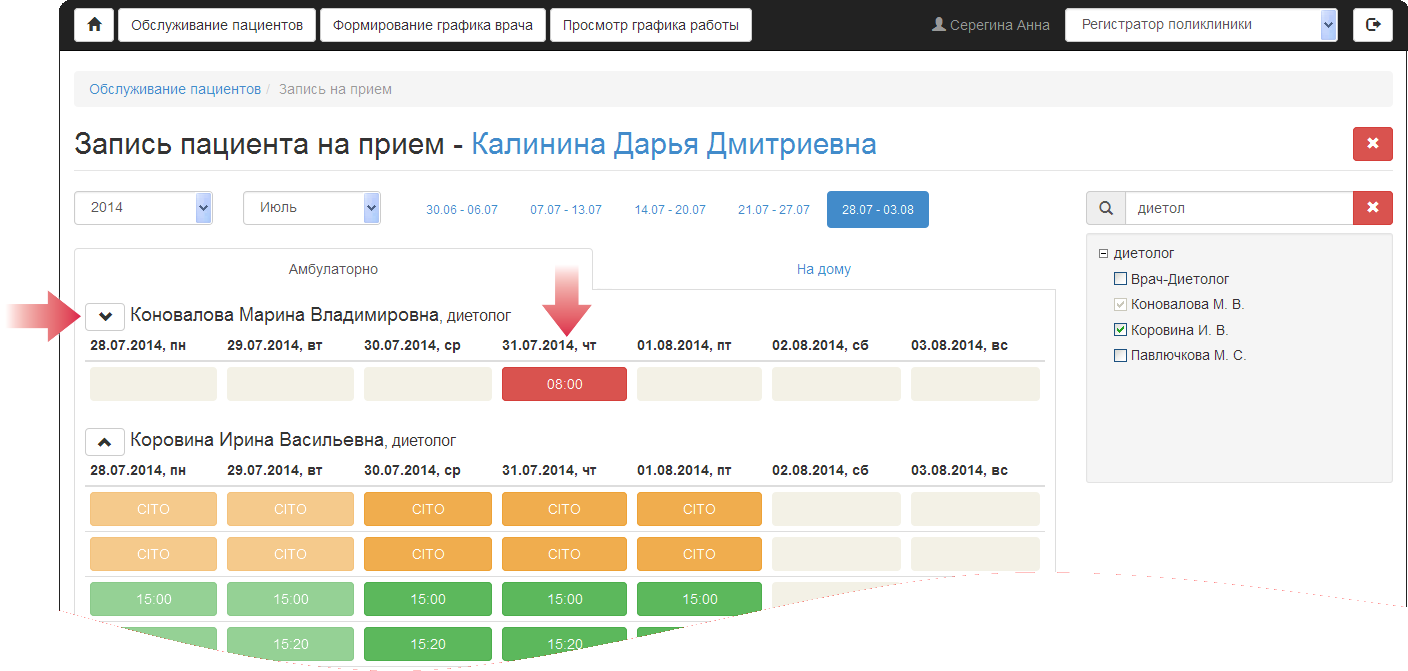 Обслуживание пациентов Формирование графика врача Просмотр графика работы Серегина Анна Регистратор поликлиники
Обслуживание пациентов / Запись на прием
Запись пациента на прием - Калинина Дарья Дмитриевна
2014 Июль 30.06 - 06.07 07.07 - 13.07 14.07 - 20.07 21.07 - 27.07 28.07 - 03.08
диетол
Амбулаторно На дому
диетолог
Врач-Диетолог
Коновалова М. В.
Коровина И. В.
Павлючкова М. С.
Коновалова Марина Владимировна, диетолог
28.07.2014, пн 29.07.2014, вт 30.07.2014, ср 31.07.2014, чт 01.08.2014, пт 02.08.2014, сб 03.08.2014, вс
08:00
Коровина Ирина Васильевна, диетолог
28.07.2014, пн 29.07.2014, вт 30.07.2014, ср 31.07.2014, чт 01.08.2014, пт 02.08.2014, сб 03.08.2014, вс
CITO CITO CITO CITO CITO
CITO CITO CITO CITO CITO
15:00 15:00 15:00 15:00 15:00
15:20 15:20 15:20